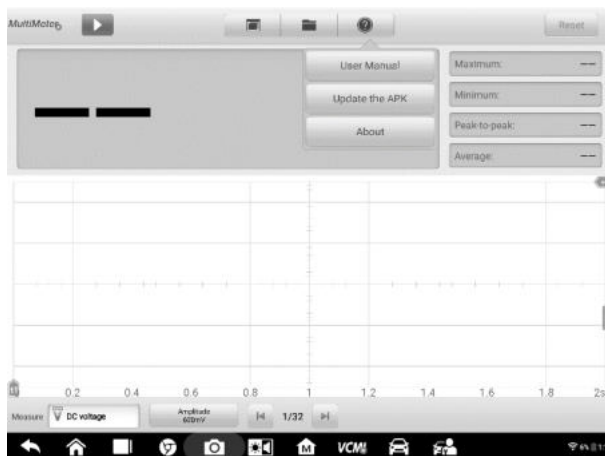 MultiMeter
Reset
User Manual
Update the APK
About
Maximum: --
Minimum: --
Peak-to-peak: --
Average: --
0.2 0.4 0.6 0.8 1 1.2 1.4 1.6 1.8 2s
Measure DC voltage Amplitude 1/32
600mV
M VCMI 6%